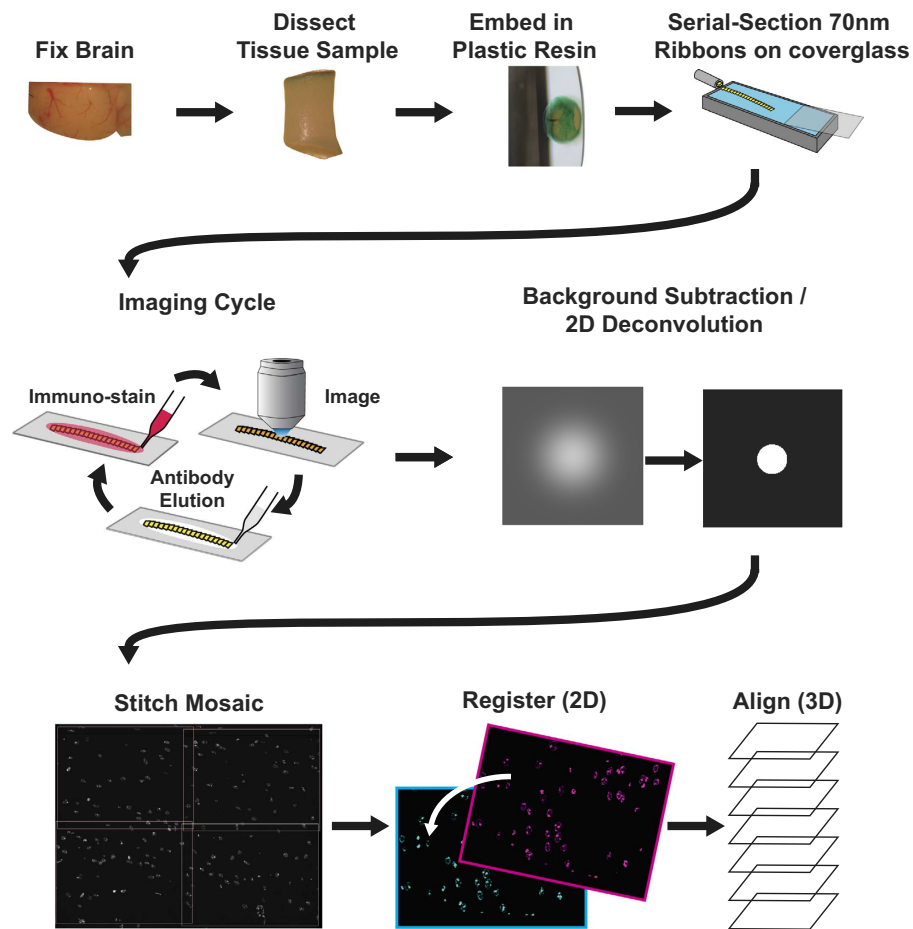 Fix Brain
Dissect
Tissue Sample
Embed in
Plastic Resin
Serial-Section 70nm
Ribbons on coverglass
Imaging Cycle
Immuno-stain
Image
Antibody
Elution
Background Subtraction /
2D Deconvolution
Stitch Mosaic
Register (2D)
Align (3D)